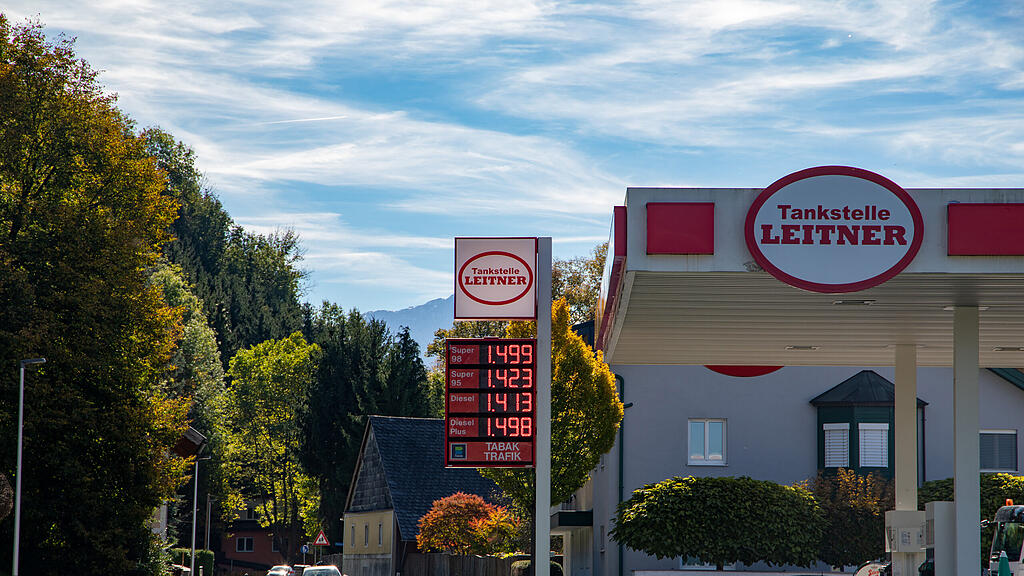 Tankstelle
LEITNER
Tankstelle
LEITNER
Super
98
1.499
Super
95
1.423
Diesel
1.413
Diesel
Plus
1.498
TABAK
TRAFIK